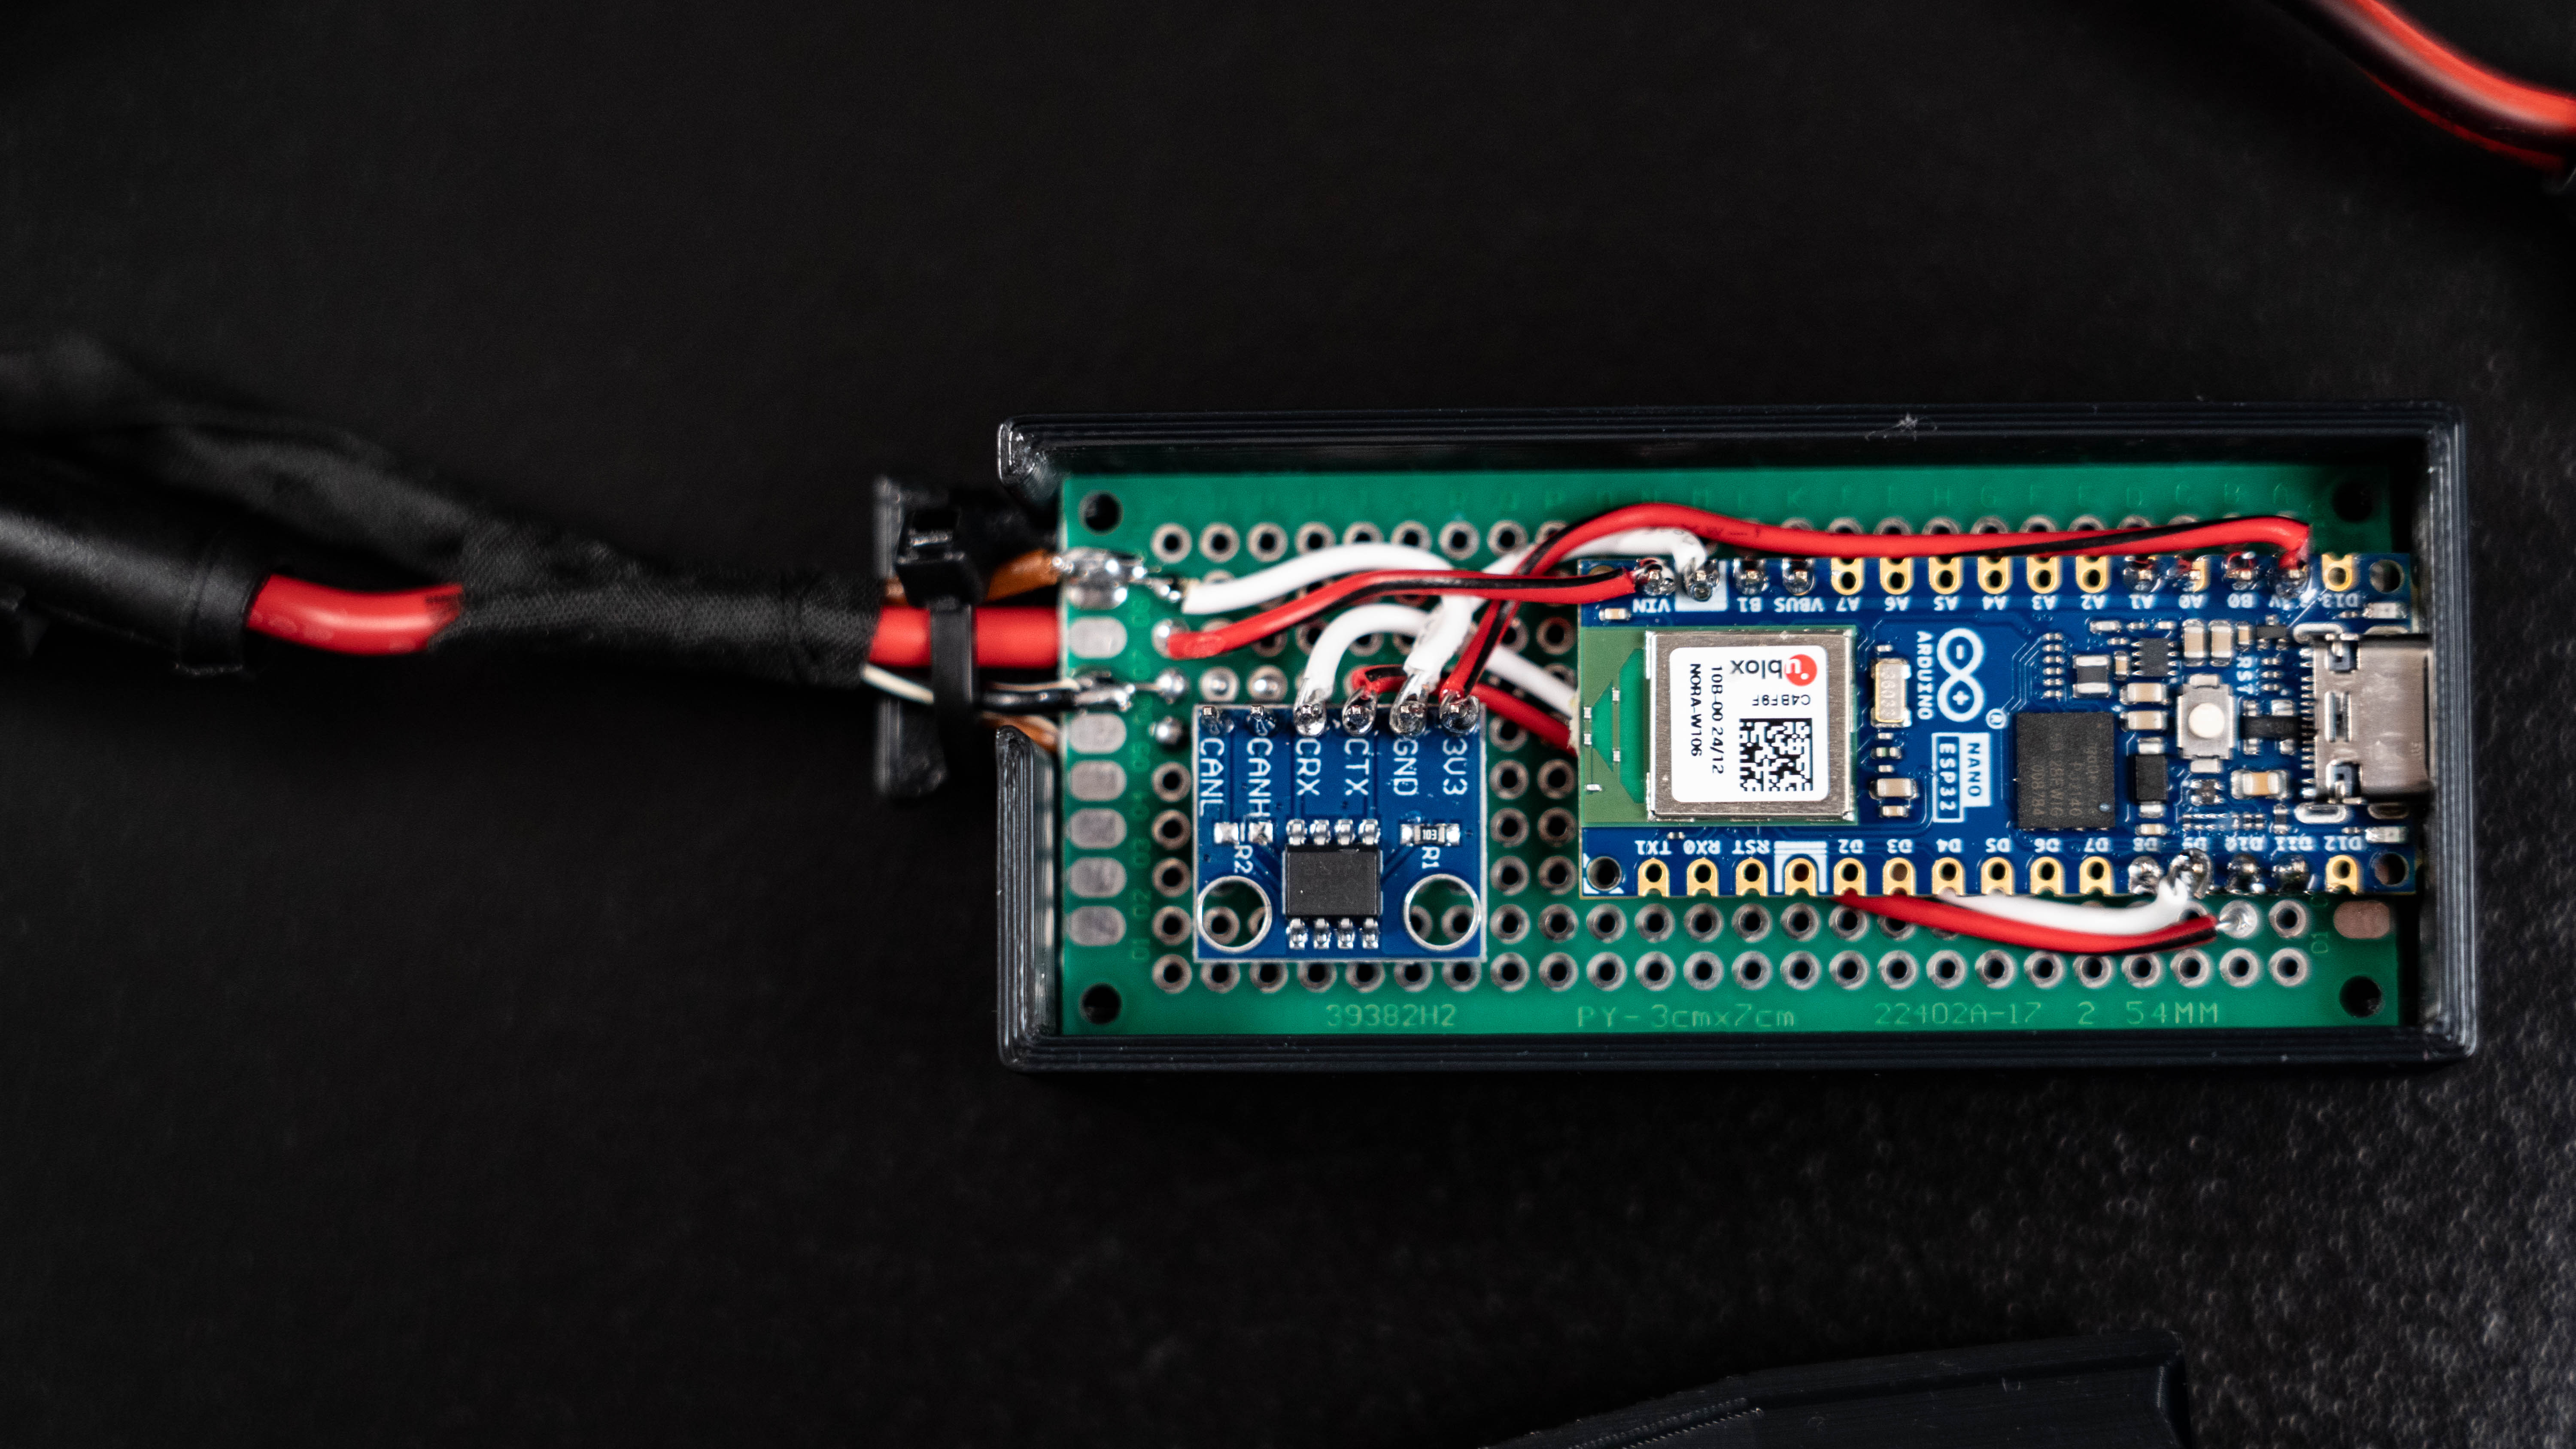 CANL
CANH
CRX
CTX
GND
3V3
R2
R1
VIN
B1
VBUS
A7
A6
A5
A4
A3
A2
A1
A0
B0
D13
ublox
C4BF9F
10B-00 24/12
NORA-W106
ARDUINO
®
NANO
ESP32
RST
TX1
RX0
RST
D2
D3
D4
D5
D6
D7
D8
D9
D10
D11
D12
39382H2
PY-3cmx7cm
22402A-17
2.54MM